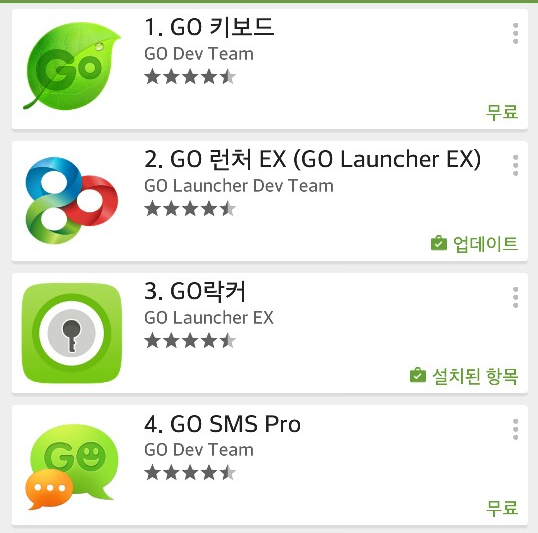 GO
1. GO 키보드
GO Dev Team
무료
2. GO 런처 EX (GO Launcher EX)
GO Launcher Dev Team
업데이트
3. GO락커
GO Launcher EX
설치된 항목
GO
4. GO SMS Pro
GO Dev Team
무료